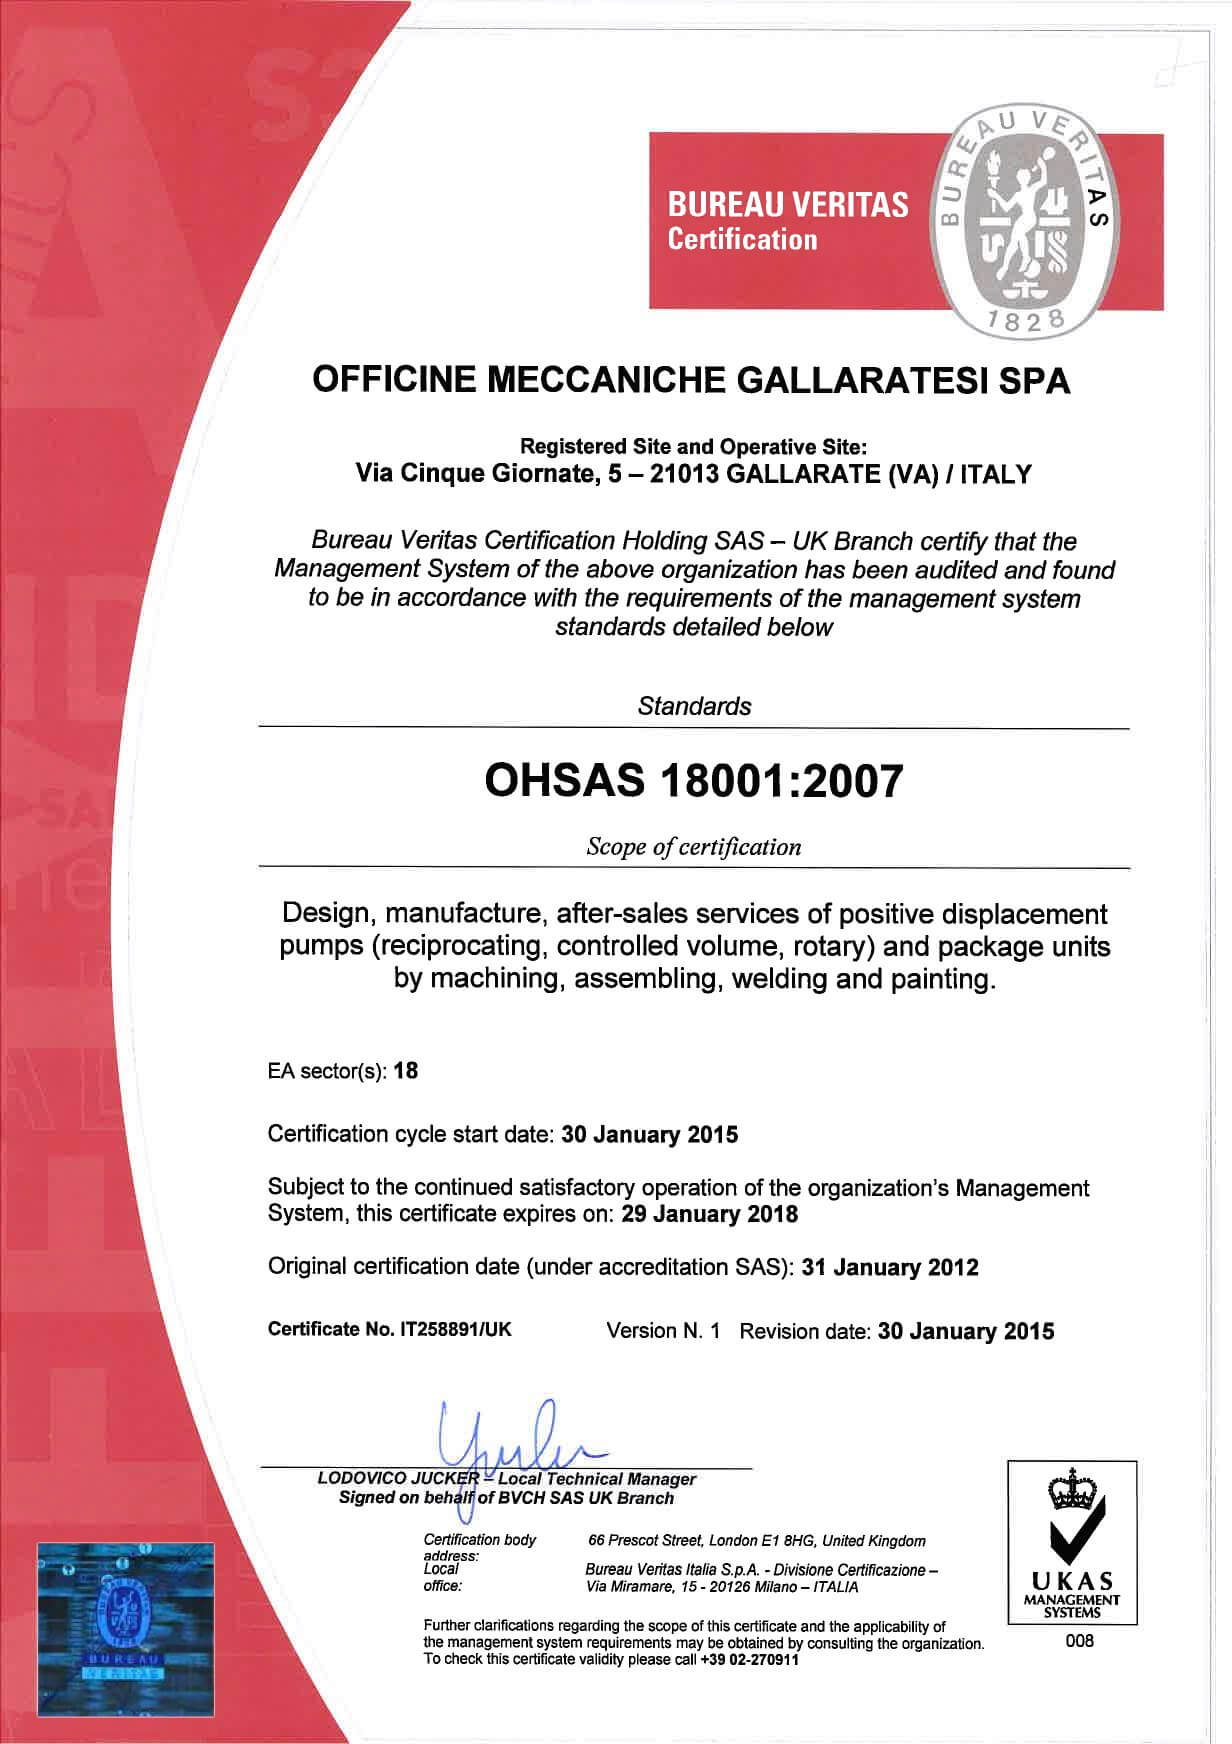 BUREAU VERITAS
Certification
BUREAU VERITAS
1828
OFFICINE MECCANICHE GALLARATESI SPA
Registered Site and Operative Site:
Via Cinque Giornate, 5 – 21013 GALLARATE (VA) / ITALY
Bureau Veritas Certification Holding SAS – UK Branch certify that the
Management System of the above organization has been audited and found
to be in accordance with the requirements of the management system
standards detailed below
Standards
OHSAS 18001:2007
Scope of certification
Design, manufacture, after-sales services of positive displacement
pumps (reciprocating, controlled volume, rotary) and package units
by machining, assembling, welding and painting.
EA sector(s): 18
Certification cycle start date: 30 January 2015
Subject to the continued satisfactory operation of the organization's Management
System, this certificate expires on: 29 January 2018
Original certification date (under accreditation SAS): 31 January 2012
Certificate No. IT258891/UK Version N. 1 Revision date: 30 January 2015
LODOVICO JUCKER – Local Technical Manager
Signed on behalf of BVCH SAS UK Branch
Certification body address: 66 Prescot Street, London E1 8HG, United Kingdom
Local office: Bureau Veritas Italia S.p.A. - Divisione Certificazione –
Via Miramare, 15 - 20126 Milano – ITALIA
Further clarifications regarding the scope of this certificate and the applicability of
the management system requirements may be obtained by consulting the organization.
To check this certificate validity please call +39 02-270911
UKAS
MANAGEMENT
SYSTEMS
008
BUREAU
VERITAS